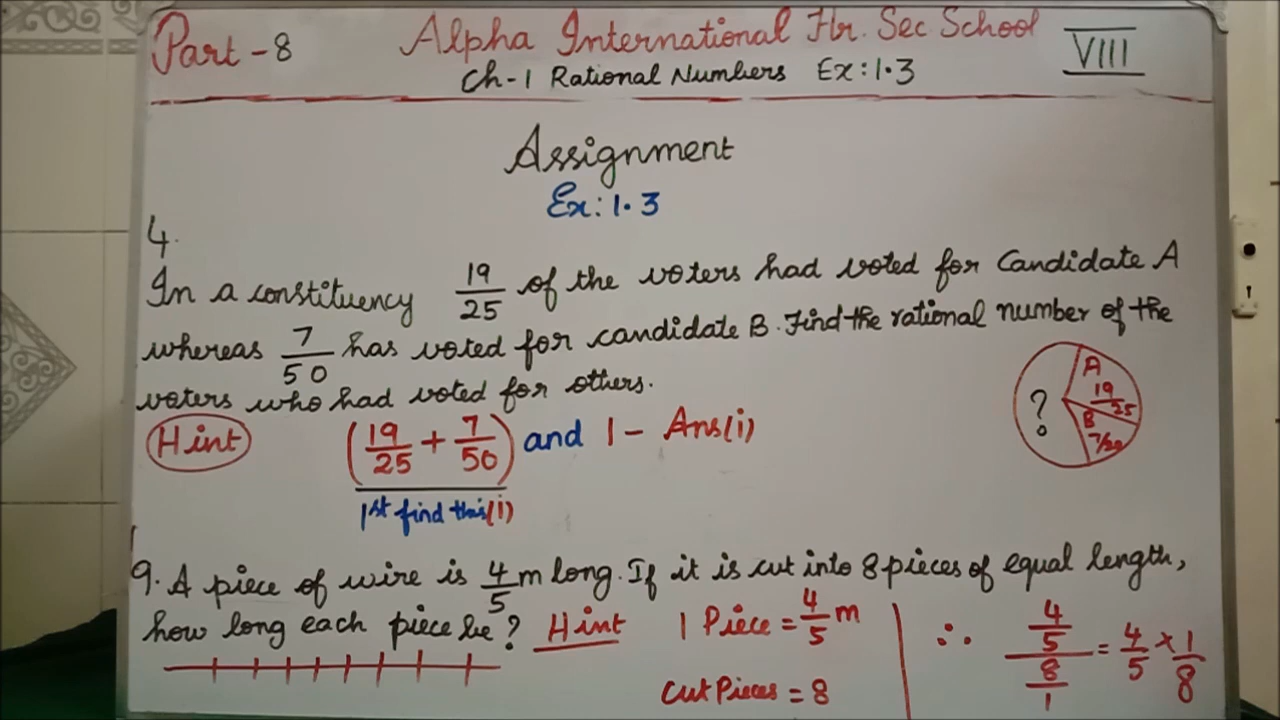 Part - 8 Alpha International Hr. Sec School VIII
Ch-1 Rational Numbers Ex: 1.3
Assignment
Ex: 1.3
4.
In a constituency 19/25 of the voters had voted for Candidate A
whereas 7/50 has voted for candidate B. Find the rational number of the
voters who had voted for others.
Hint (19/25 + 7/50) and 1 - Ans(i)
1st find this (i)
A
19/25
B
7/50
?
9. A piece of wire is 4/5 m long. If it is cut into 8 pieces of equal length,
how long each piece be? Hint 1 Piece = 4/5 m
Cut Pieces = 8
∴ 4/5 / 8/1 = 4/5 × 1/8